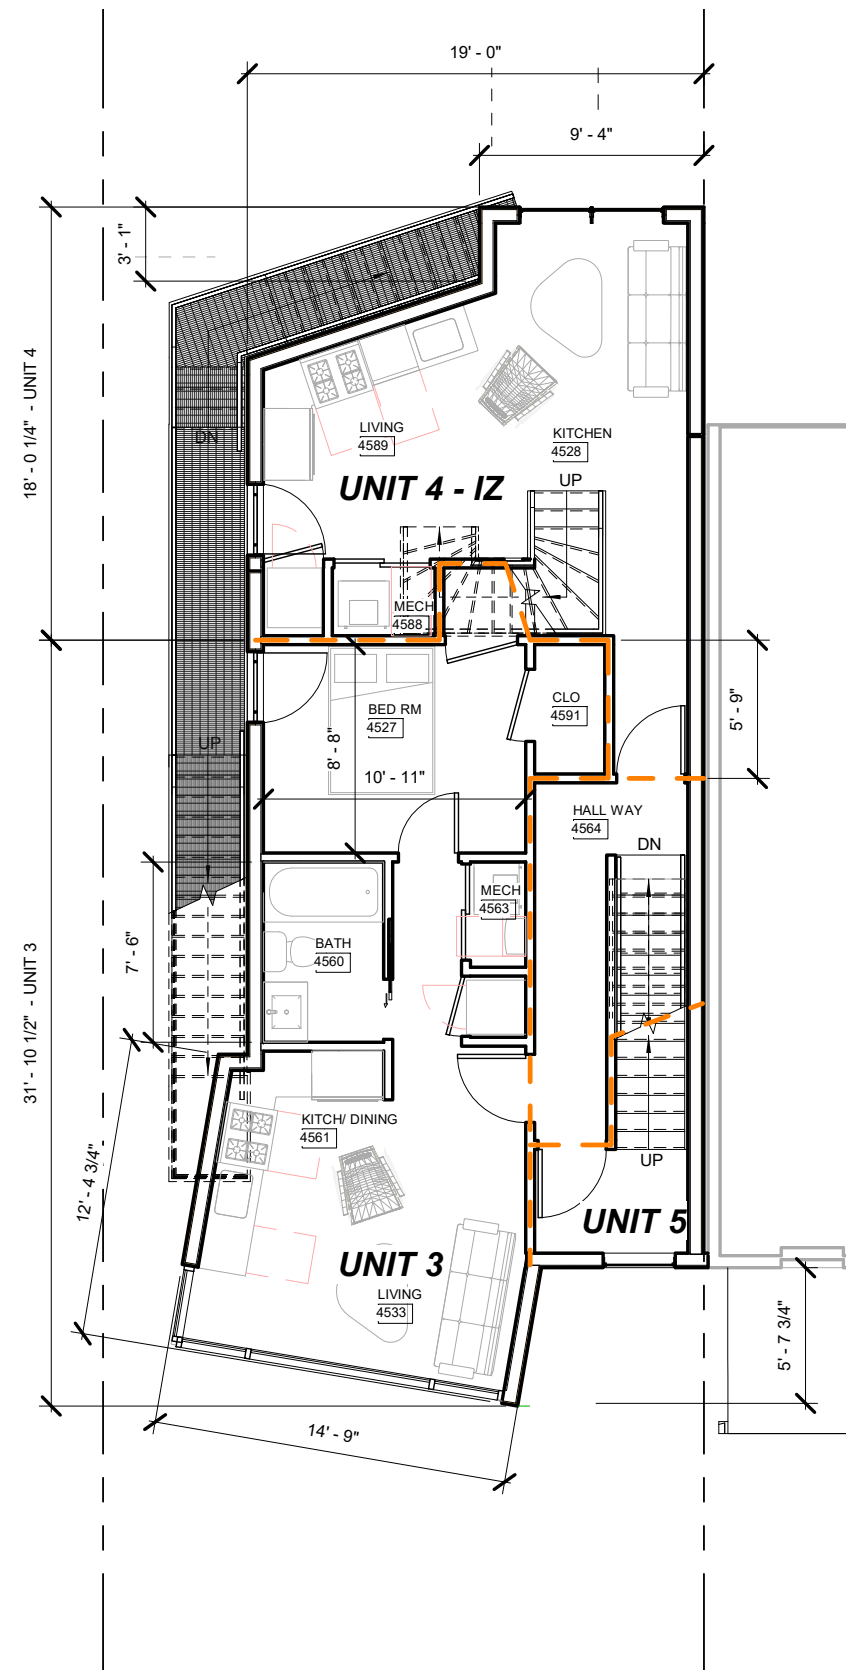 19' - 0"
9' - 4"
3' - 1"
18' - 0 1/4" - UNIT 4
DN
LIVING
4589
KITCHEN
4528
UNIT 4 - IZ
UP
MECH
4588
BED RM
4527
CLO
4591
5' - 9"
8' - 8"
UP
10' - 11"
HALL WAY
4564
DN
MECH
4563
7' - 6"
BATH
4560
31' - 10 1/2" - UNIT 3
KITCH/ DINING
4561
12' - 4 3/4"
UP
UNIT 5
UNIT 3
LIVING
4533
5' - 7 3/4"
14' - 9"